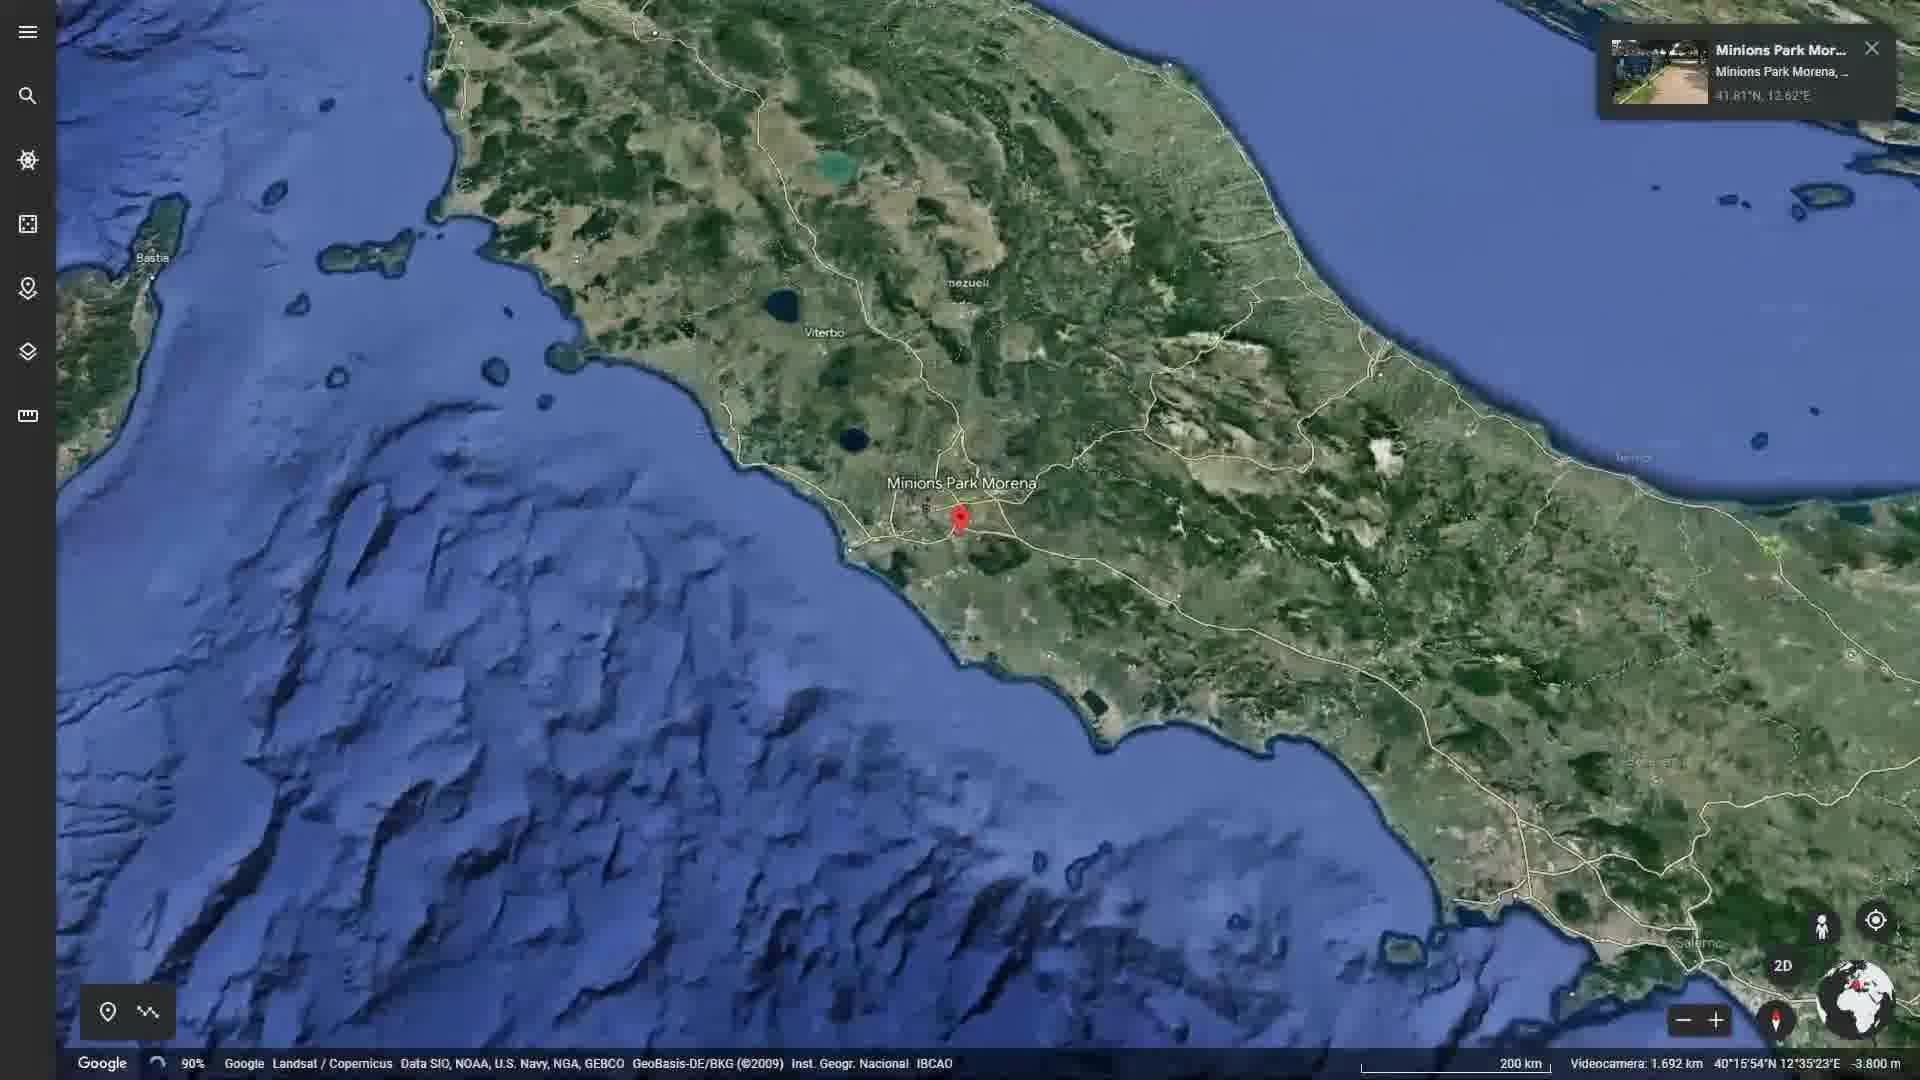 Minions Park Mor...
Minions Park Morena, ...
41.81°N, 12.62°E
Bastia
Viterbo
Minions Park Morena
Salerno
2D
Google
90%
Google Landsat / Copernicus Data SIO, NOAA, U.S. Navy, NGA, GEBCO GeoBasis-DE/BKG (©2009) Inst. Geogr. Nacional IBCAO
200 km
Videocamera: 1.692 km 40°15'54"N 12°35'23"E -3.800 m